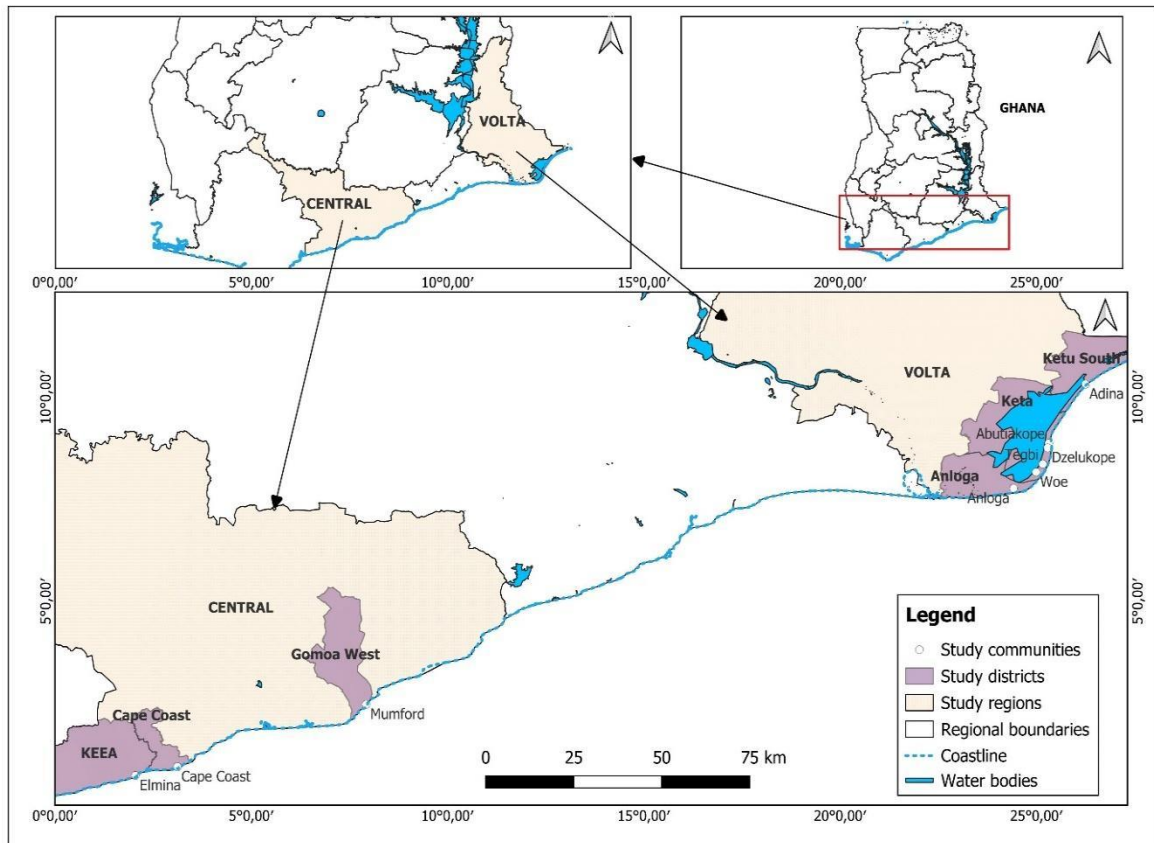 VOLTA
CENTRAL
GHANA
0°0,00′ 5°0,00′ 10°0,00′ 15°0,00′ 20°0,00′ 25°0,00′
Ketu South
VOLTA
Adina
Keta
Abutiakope
Tegbi
Dzelukope
Anloga
Woe
Anloga
10°0,00′
10°0,00′
CENTRAL
5°0,00′
5°0,00′
Gomoa West
Mumford
Cape Coast
KEEA
Cape Coast
Elmina
0 25 50 75 km
Legend
Study communities
Study districts
Study regions
Regional boundaries
Coastline
Water bodies
0°0,00′ 5°0,00′ 10°0,00′ 15°0,00′ 20°0,00′ 25°0,00′